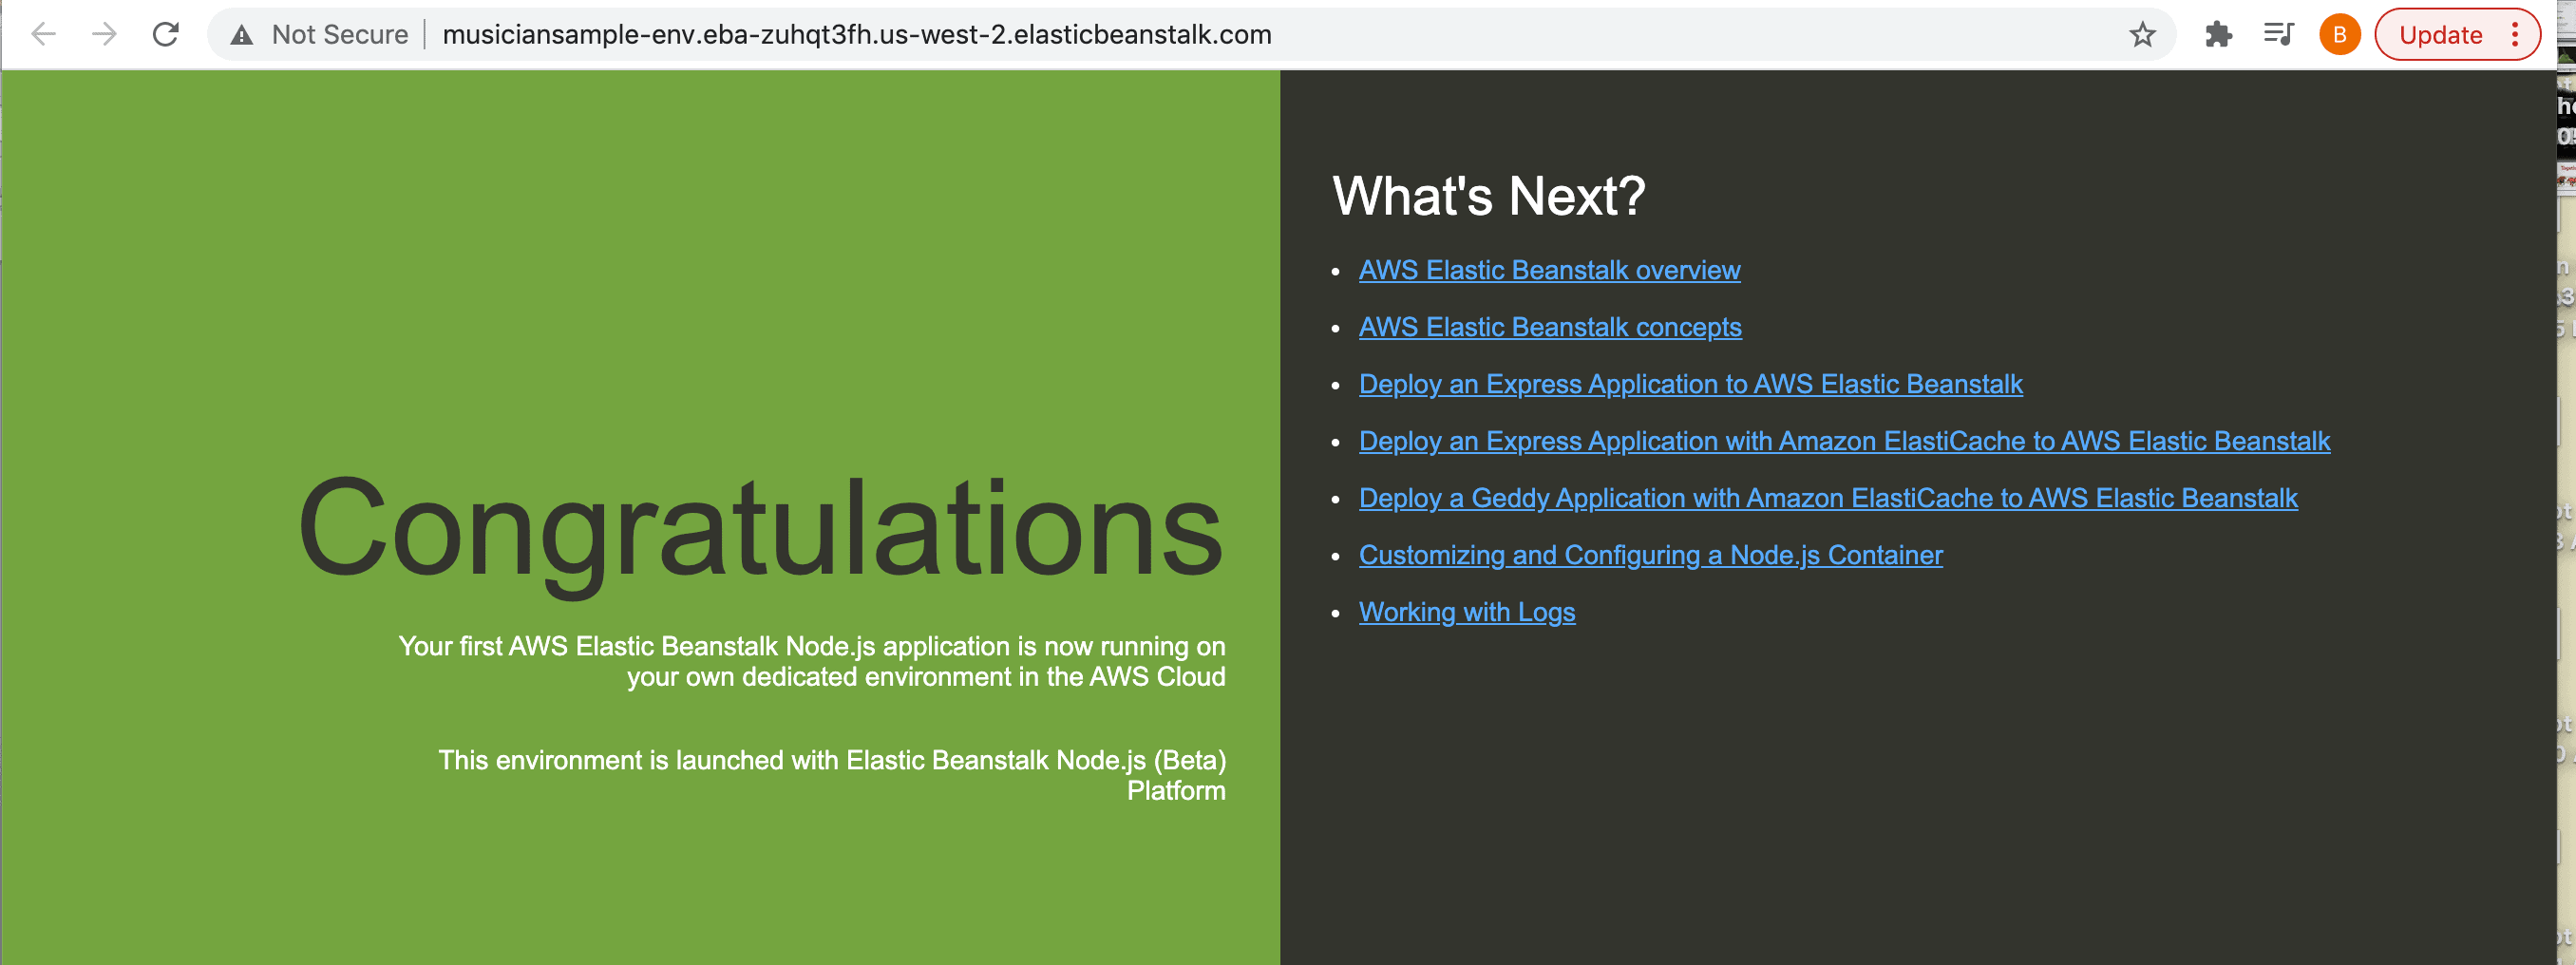 Not Secure | musiciansample-env.eba-zuhqt3fh.us-west-2.elasticbeanstalk.com
B
Update
Congratulations
Your first AWS Elastic Beanstalk Node.js application is now running on
your own dedicated environment in the AWS Cloud
This environment is launched with Elastic Beanstalk Node.js (Beta)
Platform
What's Next?
• AWS Elastic Beanstalk overview
• AWS Elastic Beanstalk concepts
• Deploy an Express Application to AWS Elastic Beanstalk
• Deploy an Express Application with Amazon ElastiCache to AWS Elastic Beanstalk
• Deploy a Geddy Application with Amazon ElastiCache to AWS Elastic Beanstalk
• Customizing and Configuring a Node.js Container
• Working with Logs